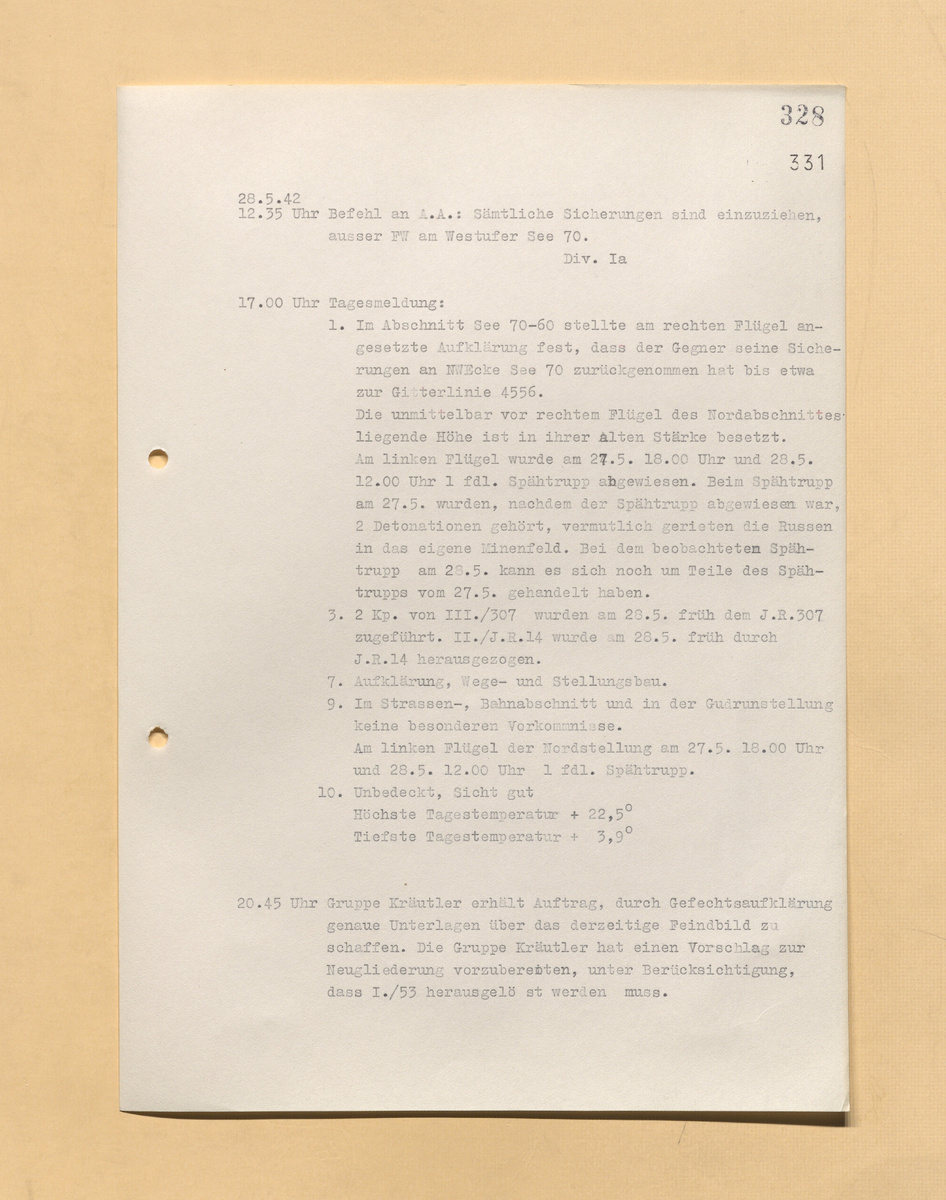 328
331
28.5.42
12.35 Uhr Befehl an A.A.: Sämtliche Sicherungen sind einzuziehen,
ausser FW am Westufer See 70.
Div. Ia
17.00 Uhr Tagesmeldung:
1. Im Abschnitt See 70-60 stellte am rechten Flügel an-
gesetzte Aufklärung fest, dass der Gegner seine Siche-
rungen an NWEcke See 70 zurückgenommen hat bis etwa
zur Gitterlinie 4556.
Die unmittelbar vor rechtem Flügel des Nordabschnittes
liegende Höhe ist in ihrer Alten Stärke besetzt.
Am linken Flügel wurde am 27.5. 18.00 Uhr und 28.5.
12.00 Uhr 1 fdl. Spähtrupp abgewiesen. Beim Spähtrupp
am 27.5. wurden, nachdem der Spähtrupp abgewiesen war,
2 Detonationen gehört, vermutlich gerieten die Russen
in das eigene Minenfeld. Bei dem beobachteten Späh-
trupp am 28.5. kann es sich noch um Teile des Späh-
trupps vom 27.5. gehandelt haben.
3. 2 Kp. von III./307 wurden am 28.5. früh dem J.R.307
zugeführt. II./J.R.14 wurde am 28.5. früh durch
J.R.14 herausgezogen.
7. Aufklärung, Wege- und Stellungsbau.
9. Im Strassen-, Bahnabschnitt und in der Gudrunstellung
keine besonderen Vorkommnisse.
Am linken Flügel der Nordstellung am 27.5. 18.00 Uhr
und 28.5. 12.00 Uhr 1 fdl. Spähtrupp.
10. Unbedeckt, Sicht gut
Höchste Tagestemperatur + 22,5°
Tiefste Tagestemperatur + 3,9°
20.45 Uhr Gruppe Kräutler erhält Auftrag, durch Gefechtsaufklärung
genaue Unterlagen über das derzeitige Feindbild zu
schaffen. Die Gruppe Kräutler hat einen Vorschlag zur
Neugliederung vorzubereiten, unter Berücksichtigung,
dass I./53 herausgelö st werden muss.